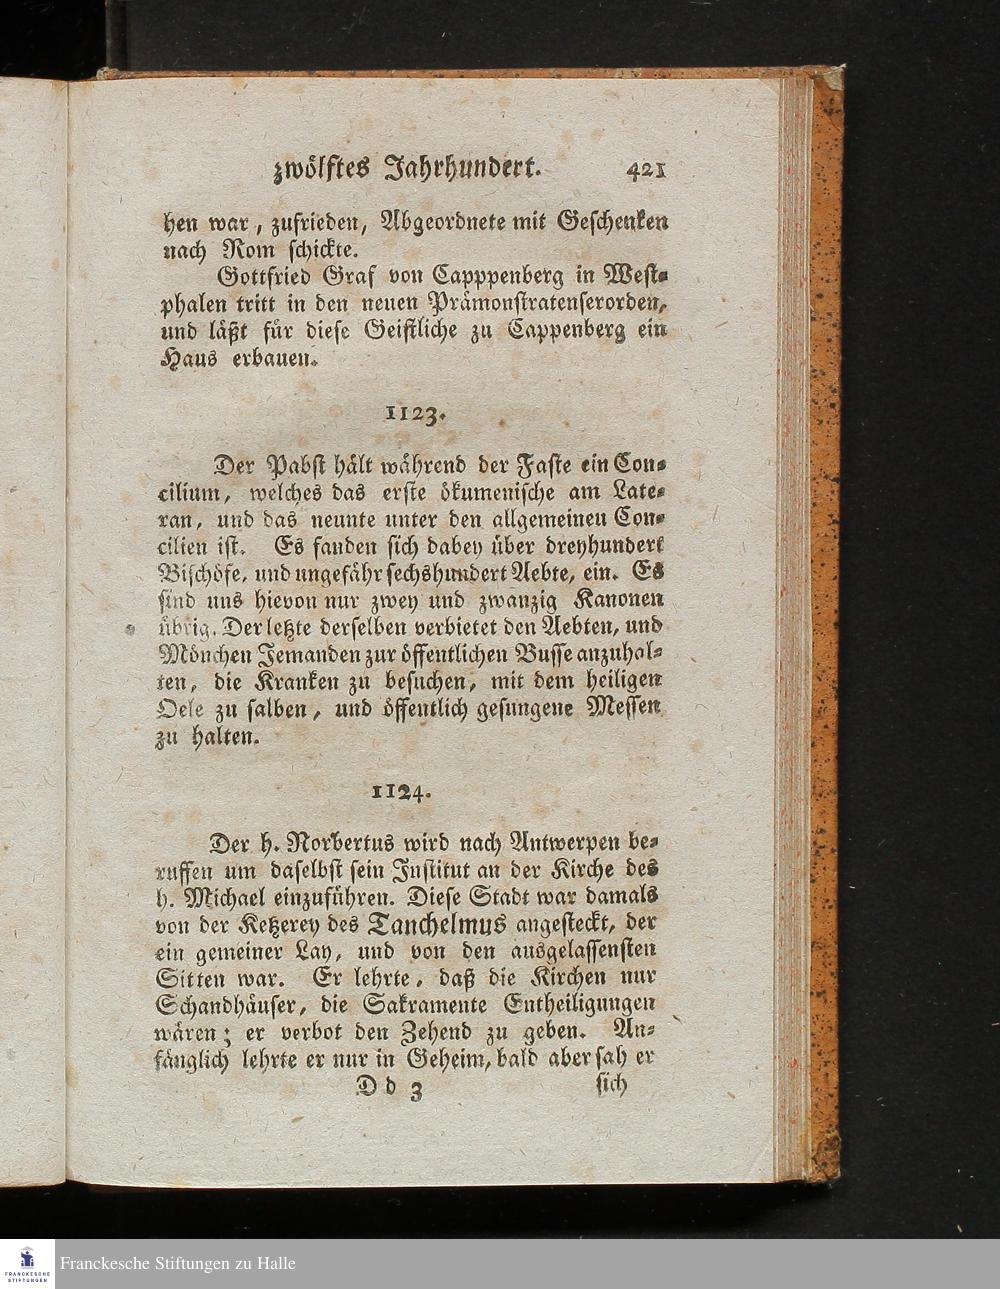 zwölftes Jahrhundert. 421
hen war, zufrieden, Abgeordnete mit Geschenken
nach Rom schickte.
Gottfried Graf von Capppenberg in West-
phalen tritt in den neuen Prämonstratenserorden,
und läßt für diese Geistliche zu Cappenberg ein
Haus erbauen.
1123.
Der Pabst hält während der Faste ein Con-
cilium, welches das erste ökumenische am Late-
ran, und das neunte unter den allgemeinen Con-
cilien ist. Es fanden sich dabey über dreyhundert
Bischöfe, und ungefähr sechshundert Aebte, ein. Es
sind uns hievon nur zwey und zwanzig Kanonen
übrig. Der letzte derselben verbietet den Aebten, und
Mönchen Jemanden zur öffentlichen Busse anzuhal-
ten, die Kranken zu besuchen, mit dem heiligen
Oele zu salben, und öffentlich gesungene Messen
zu halten.
1124.
Der h. Norbertus wird nach Antwerpen be-
ruffen um daselbst sein Institut an der Kirche des
h. Michael einzuführen. Diese Stadt war damals
von der Ketzerey des Tanchelmus angesteckt, der
ein gemeiner Lay, und von den ausgelassensten
Sitten war. Er lehrte, daß die Kirchen nur
Schandhäuser, die Sakramente Entheiligungen
wären; er verbot den Zehend zu geben. An-
fänglich lehrte er nur in Geheim, bald aber sah er
D d 3 sich
FRANCKESCHE
STIFTUNGEN
Franckesche Stiftungen zu Halle